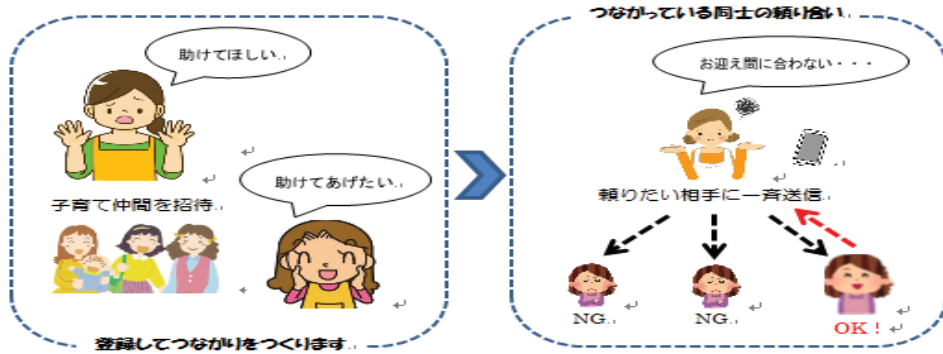 助けてほしい
子育て仲間を招待
助けてあげたい
登録してつながりをつくります
つながっている同士の頼り合い
お迎え間に合わない・・・
頼りたい相手に一斉送信
NG
NG
OK!